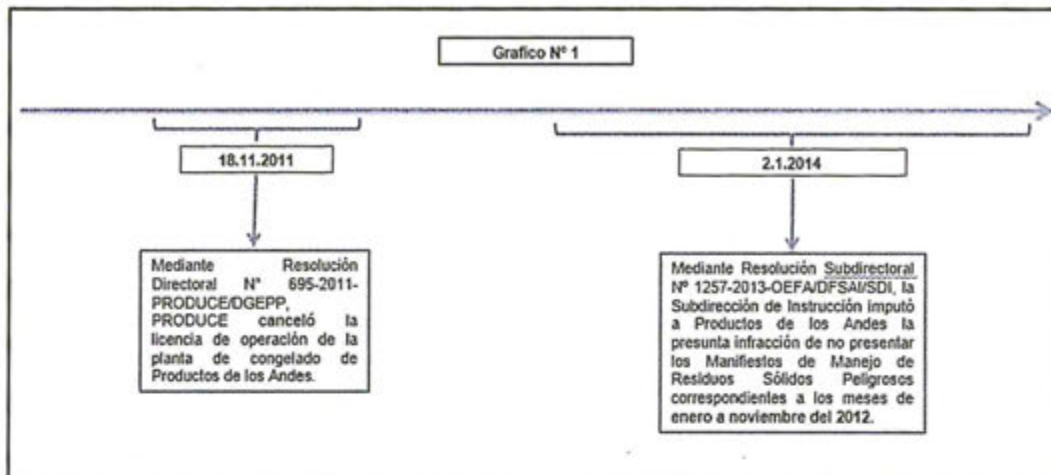 Grafico Nº 1
18.11.2011
2.1.2014
Mediante Resolución
Directoral N° 695-2011-
PRODUCE/DGEPP,
PRODUCE canceló la
licencia de operación de la
planta de congelado de
Productos de los Andes.
Mediante Resolución Subdirectoral
Nº 1257-2013-OEFA/DFSAI/SDI, la
Subdirección de Instrucción imputó
a Productos de los Andes la
presunta infracción de no presentar
los Manifiestos de Manejo de
Residuos Sólidos Peligrosos
correspondientes a los meses de
enero a noviembre del 2012.